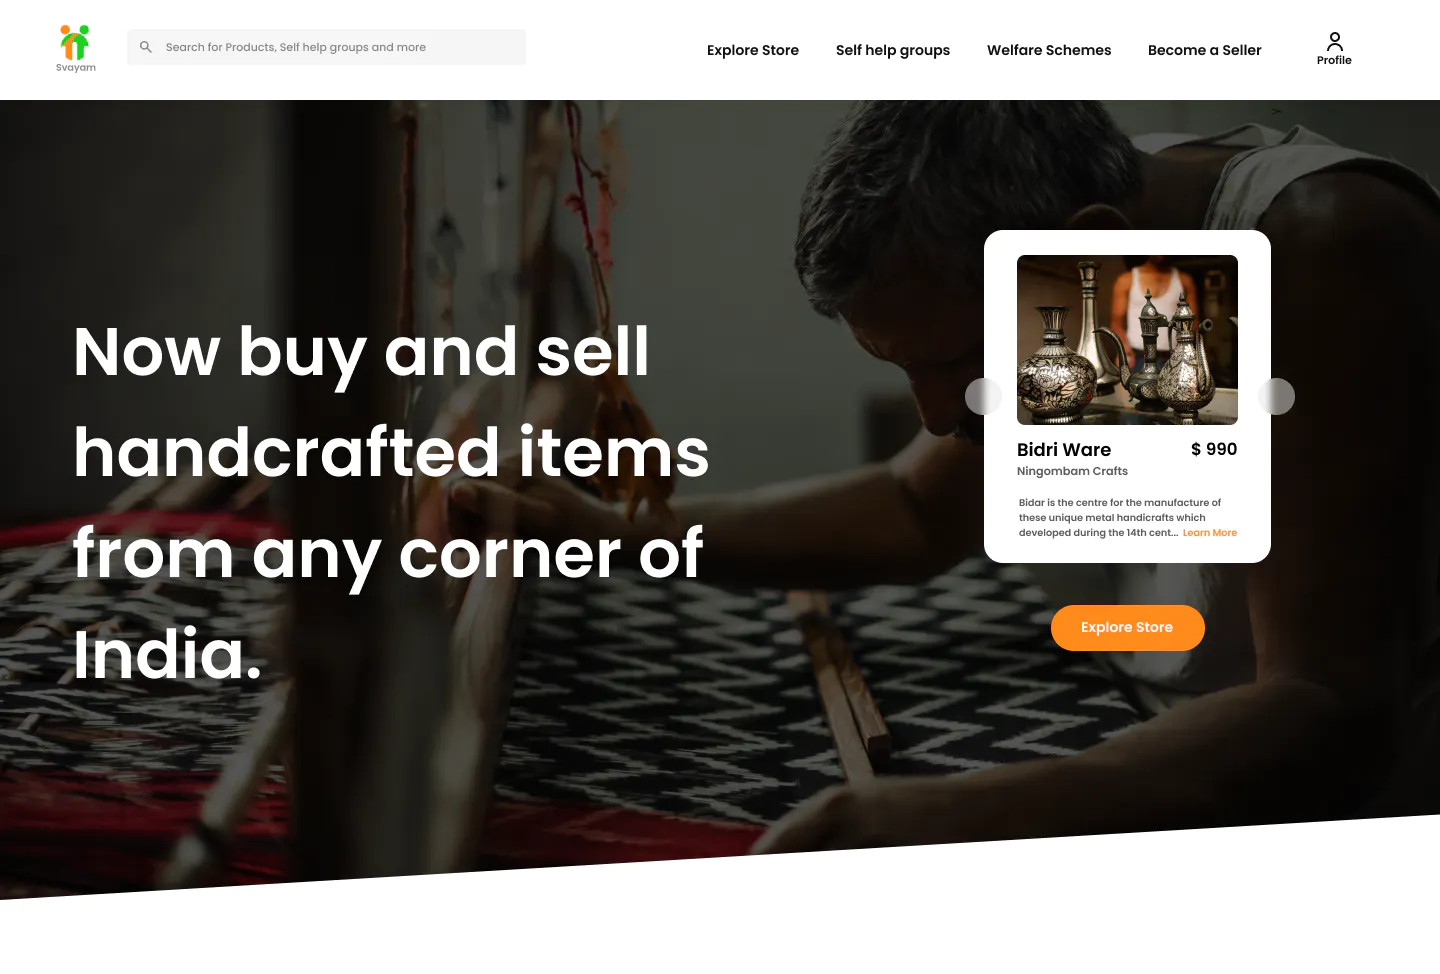 Svayam
Search for Products, Self help groups and more
Explore Store
Self help groups
Welfare Schemes
Become a Seller
Profile
Now buy and sell
handcrafted items
from any corner of
India.
Bidri Ware
$ 990
Ningombam Crafts
Bidar is the centre for the manufacture of
these unique metal handicrafts which
developed during the 14th cent... Learn More
Explore Store